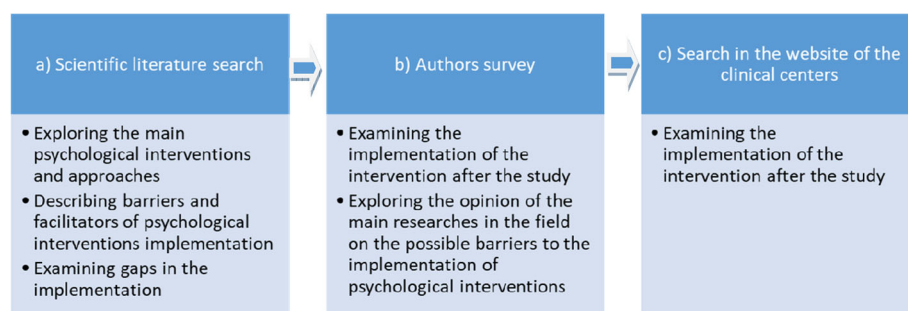 a) Scientific literature search
• Exploring the main
psychological interventions
and approaches
• Describing barriers and
facilitators of psychological
interventions implementation
• Examining gaps in the
implementation
b) Authors survey
• Examining the
implementation of the
intervention after the study
• Exploring the opinion of the
main researches in the field
on the possible barriers to the
implementation of
psychological interventions
c) Search in the website of the
clinical centers
• Examining the
implementation of the
intervention after the study